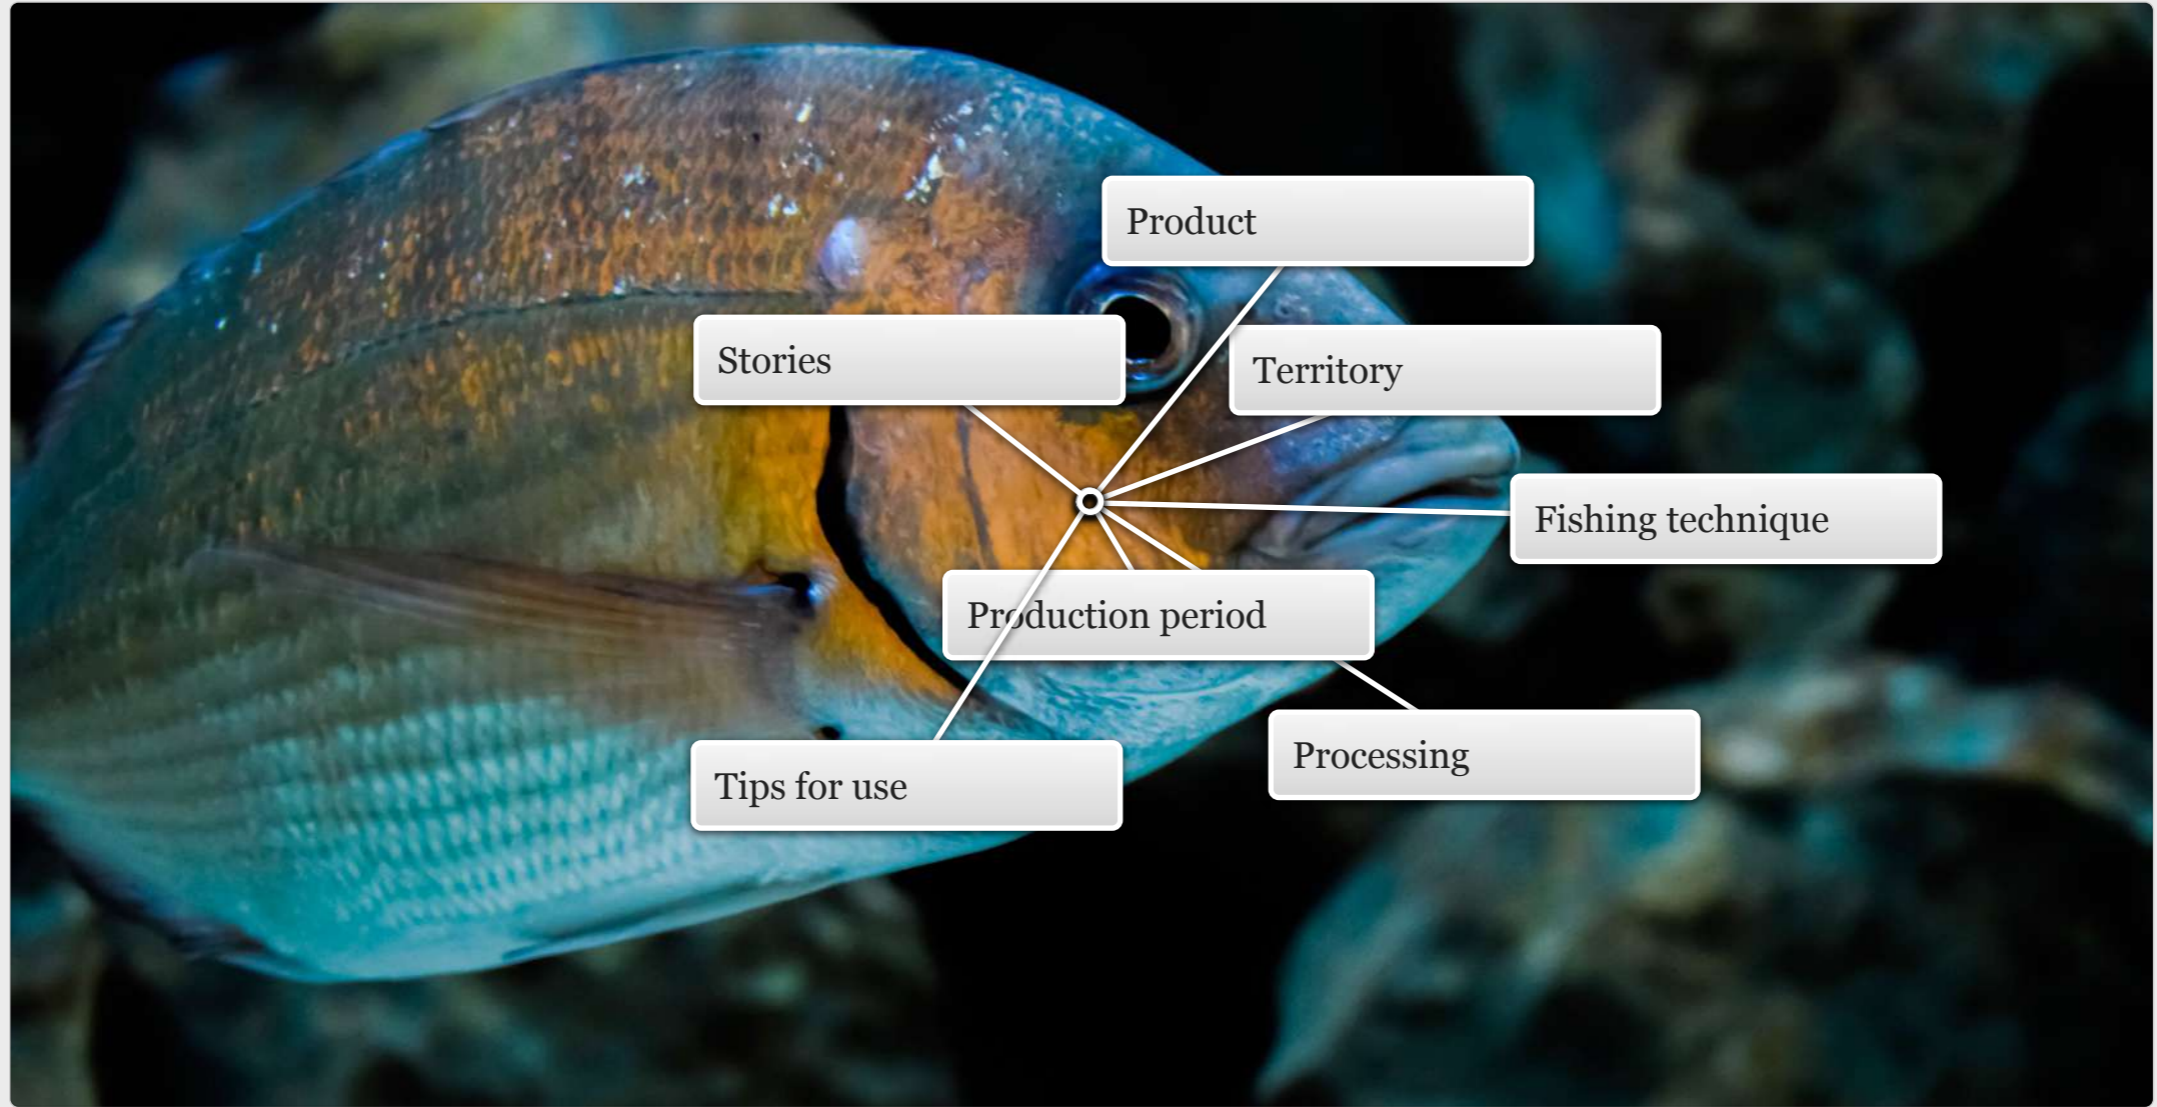 Product
Stories
Territory
Fishing technique
Production period
Processing
Tips for use